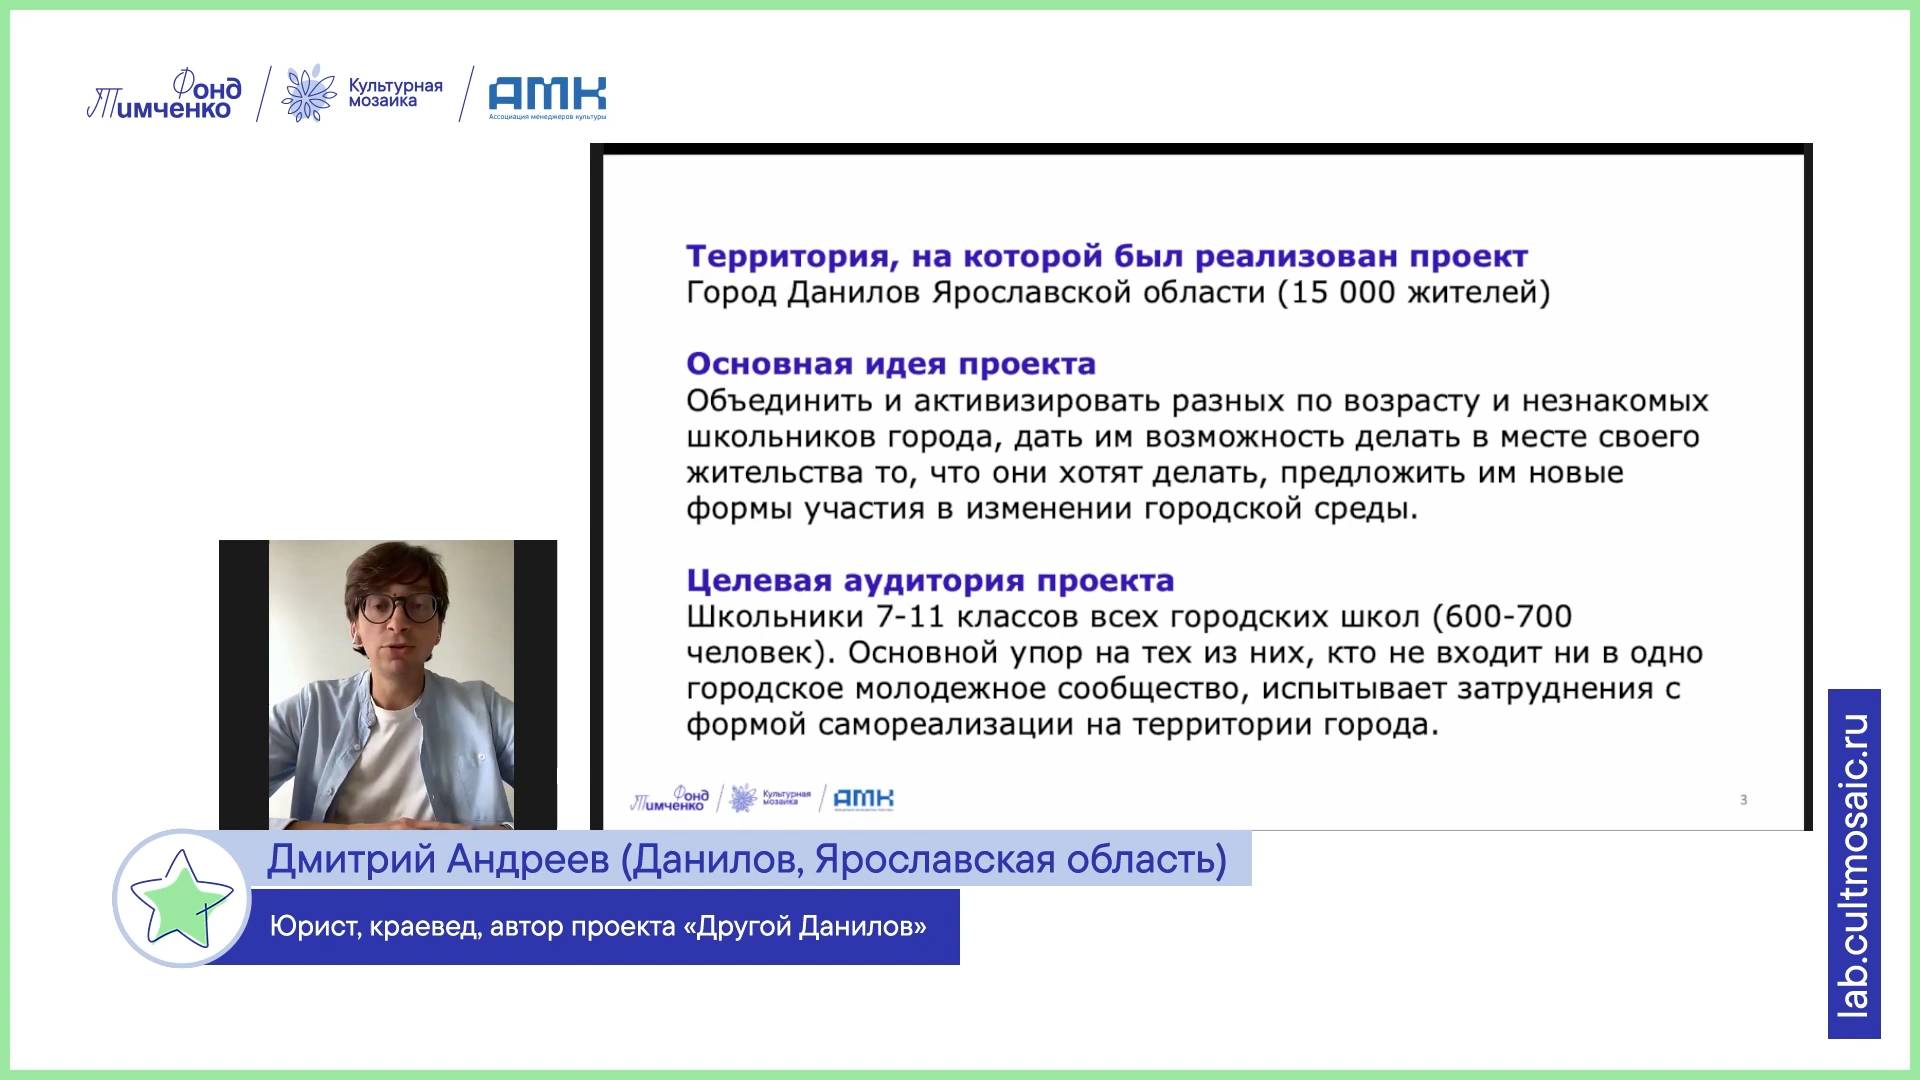 Фонд
Тимченко
Культурная
мозаика
АМК
Ассоциация менеджеров культуры
Территория, на которой был реализован проект
Город Данилов Ярославской области (15 000 жителей)
Основная идея проекта
Объединить и активизировать разных по возрасту и незнакомых
школьников города, дать им возможность делать в месте своего
жительства то, что они хотят делать, предложить им новые
формы участия в изменении городской среды.
Целевая аудитория проекта
Школьники 7-11 классов всех городских школ (600-700
человек). Основной упор на тех из них, кто не входит ни в одно
городское молодежное сообщество, испытывает затруднения с
формой самореализации на территории города.
Фонд
Тимченко
Культурная
мозаика
АМК
3
Дмитрий Андреев (Данилов, Ярославская область)
Юрист, краевед, автор проекта «Другой Данилов»
lab.cultmosaic.ru